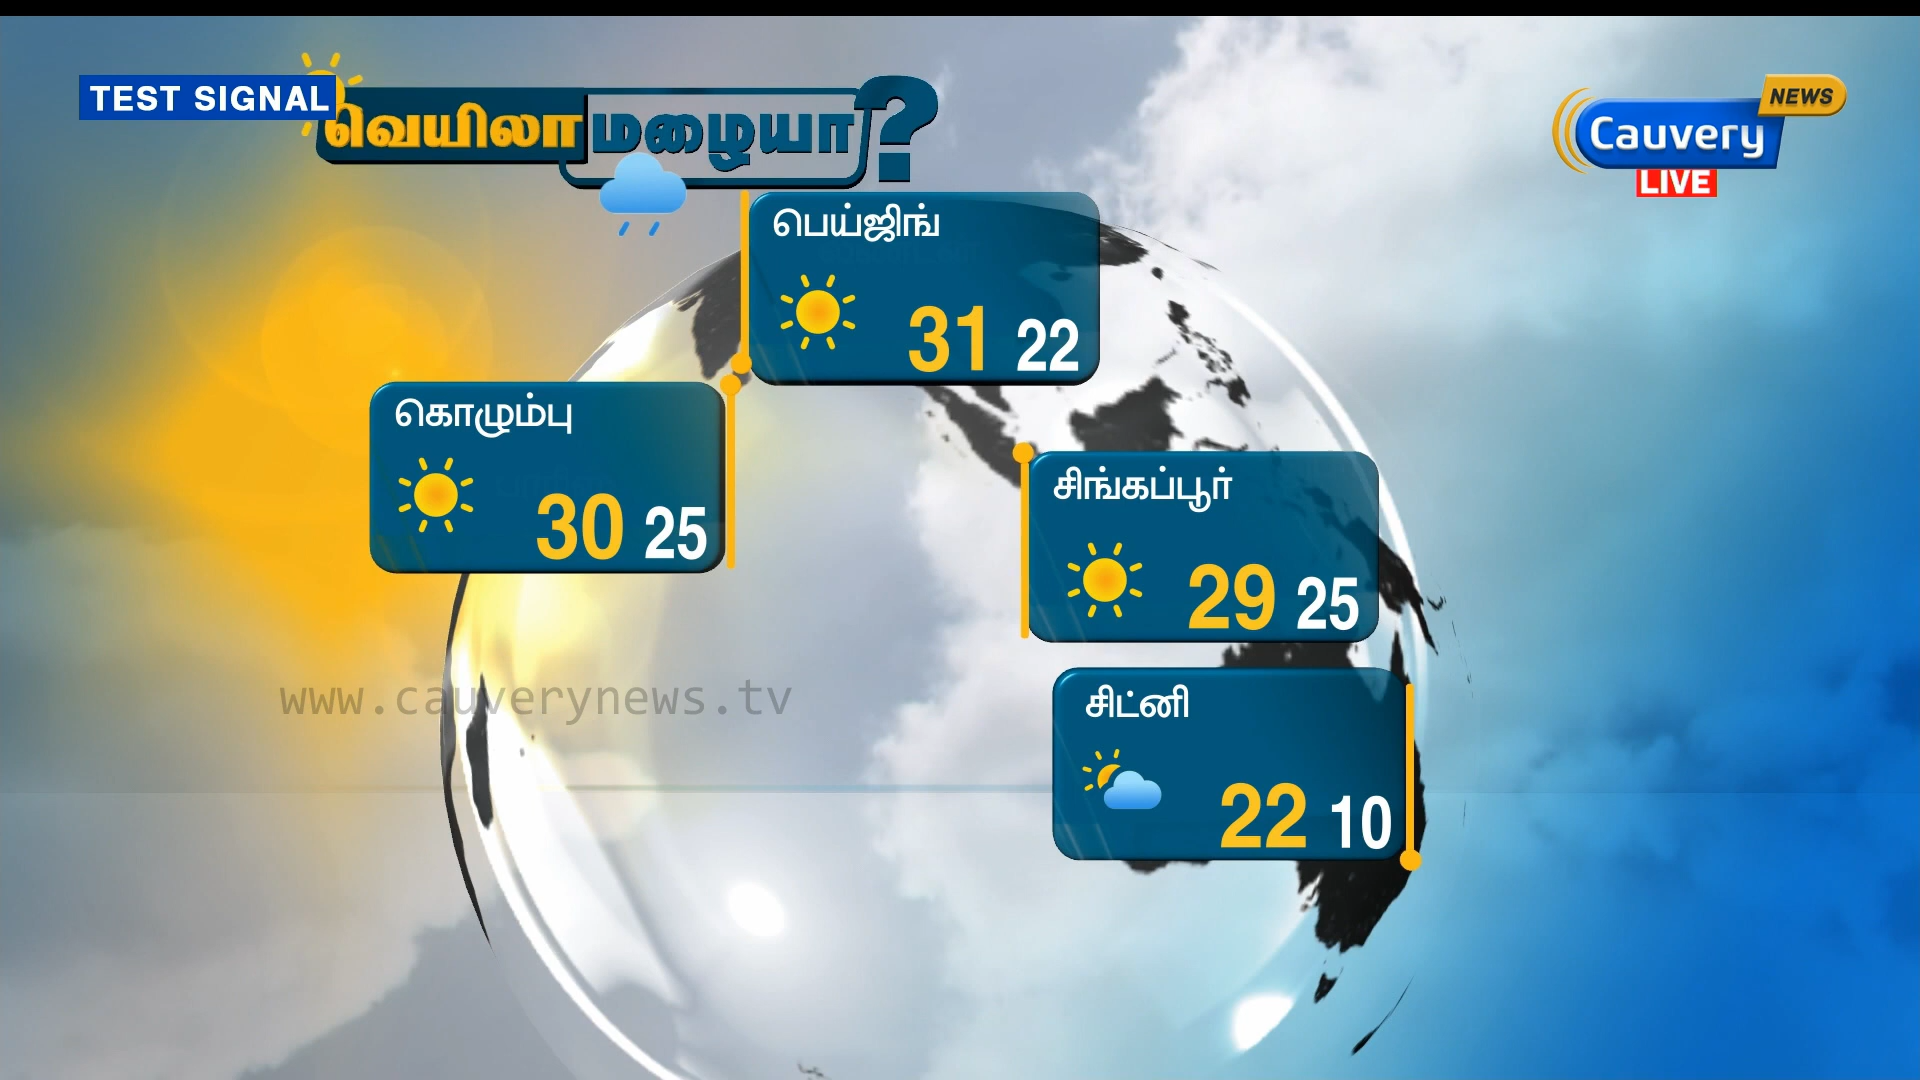 TEST SIGNAL
வெயிலா மழையா?
Cauvery NEWS
LIVE
பெய்ஜிங்
31 22
கொழும்பு
30 25
சிங்கப்பூர்
29 25
www.cauverynews.tv
சிட்னி
22 10